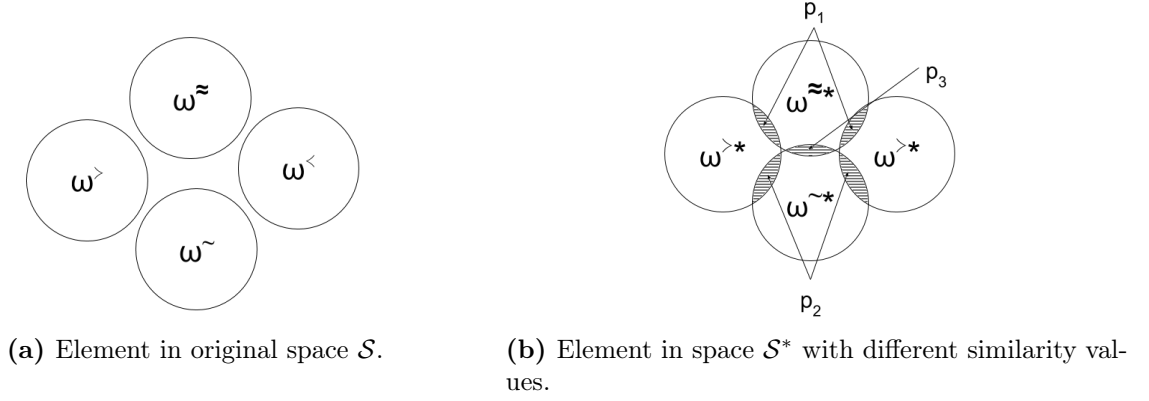 p₁
ω≈
ω≈*
p₃
ω≻
ω≺
ω≻*
ω≻*
ω∼
ω∼*
p₂
(a) Element in original space 𝒮.
(b) Element in space 𝒮* with different similarity val-
ues.